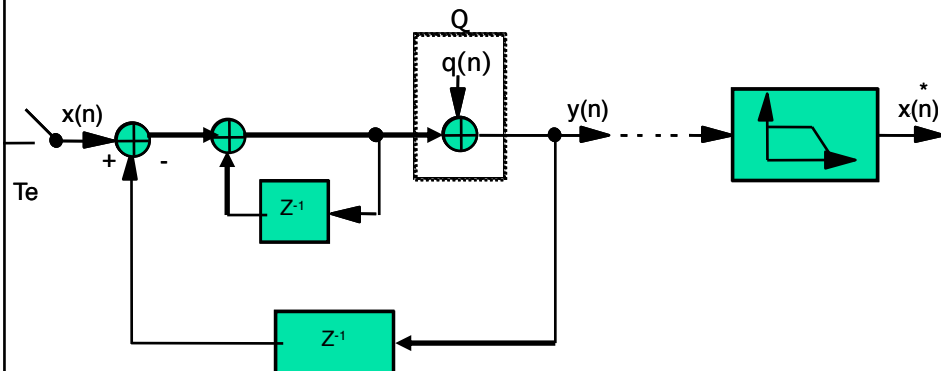 Q
q(n)
x(n)
y(n)
*
x(n)
+
-
Te
Z-1
Z-1